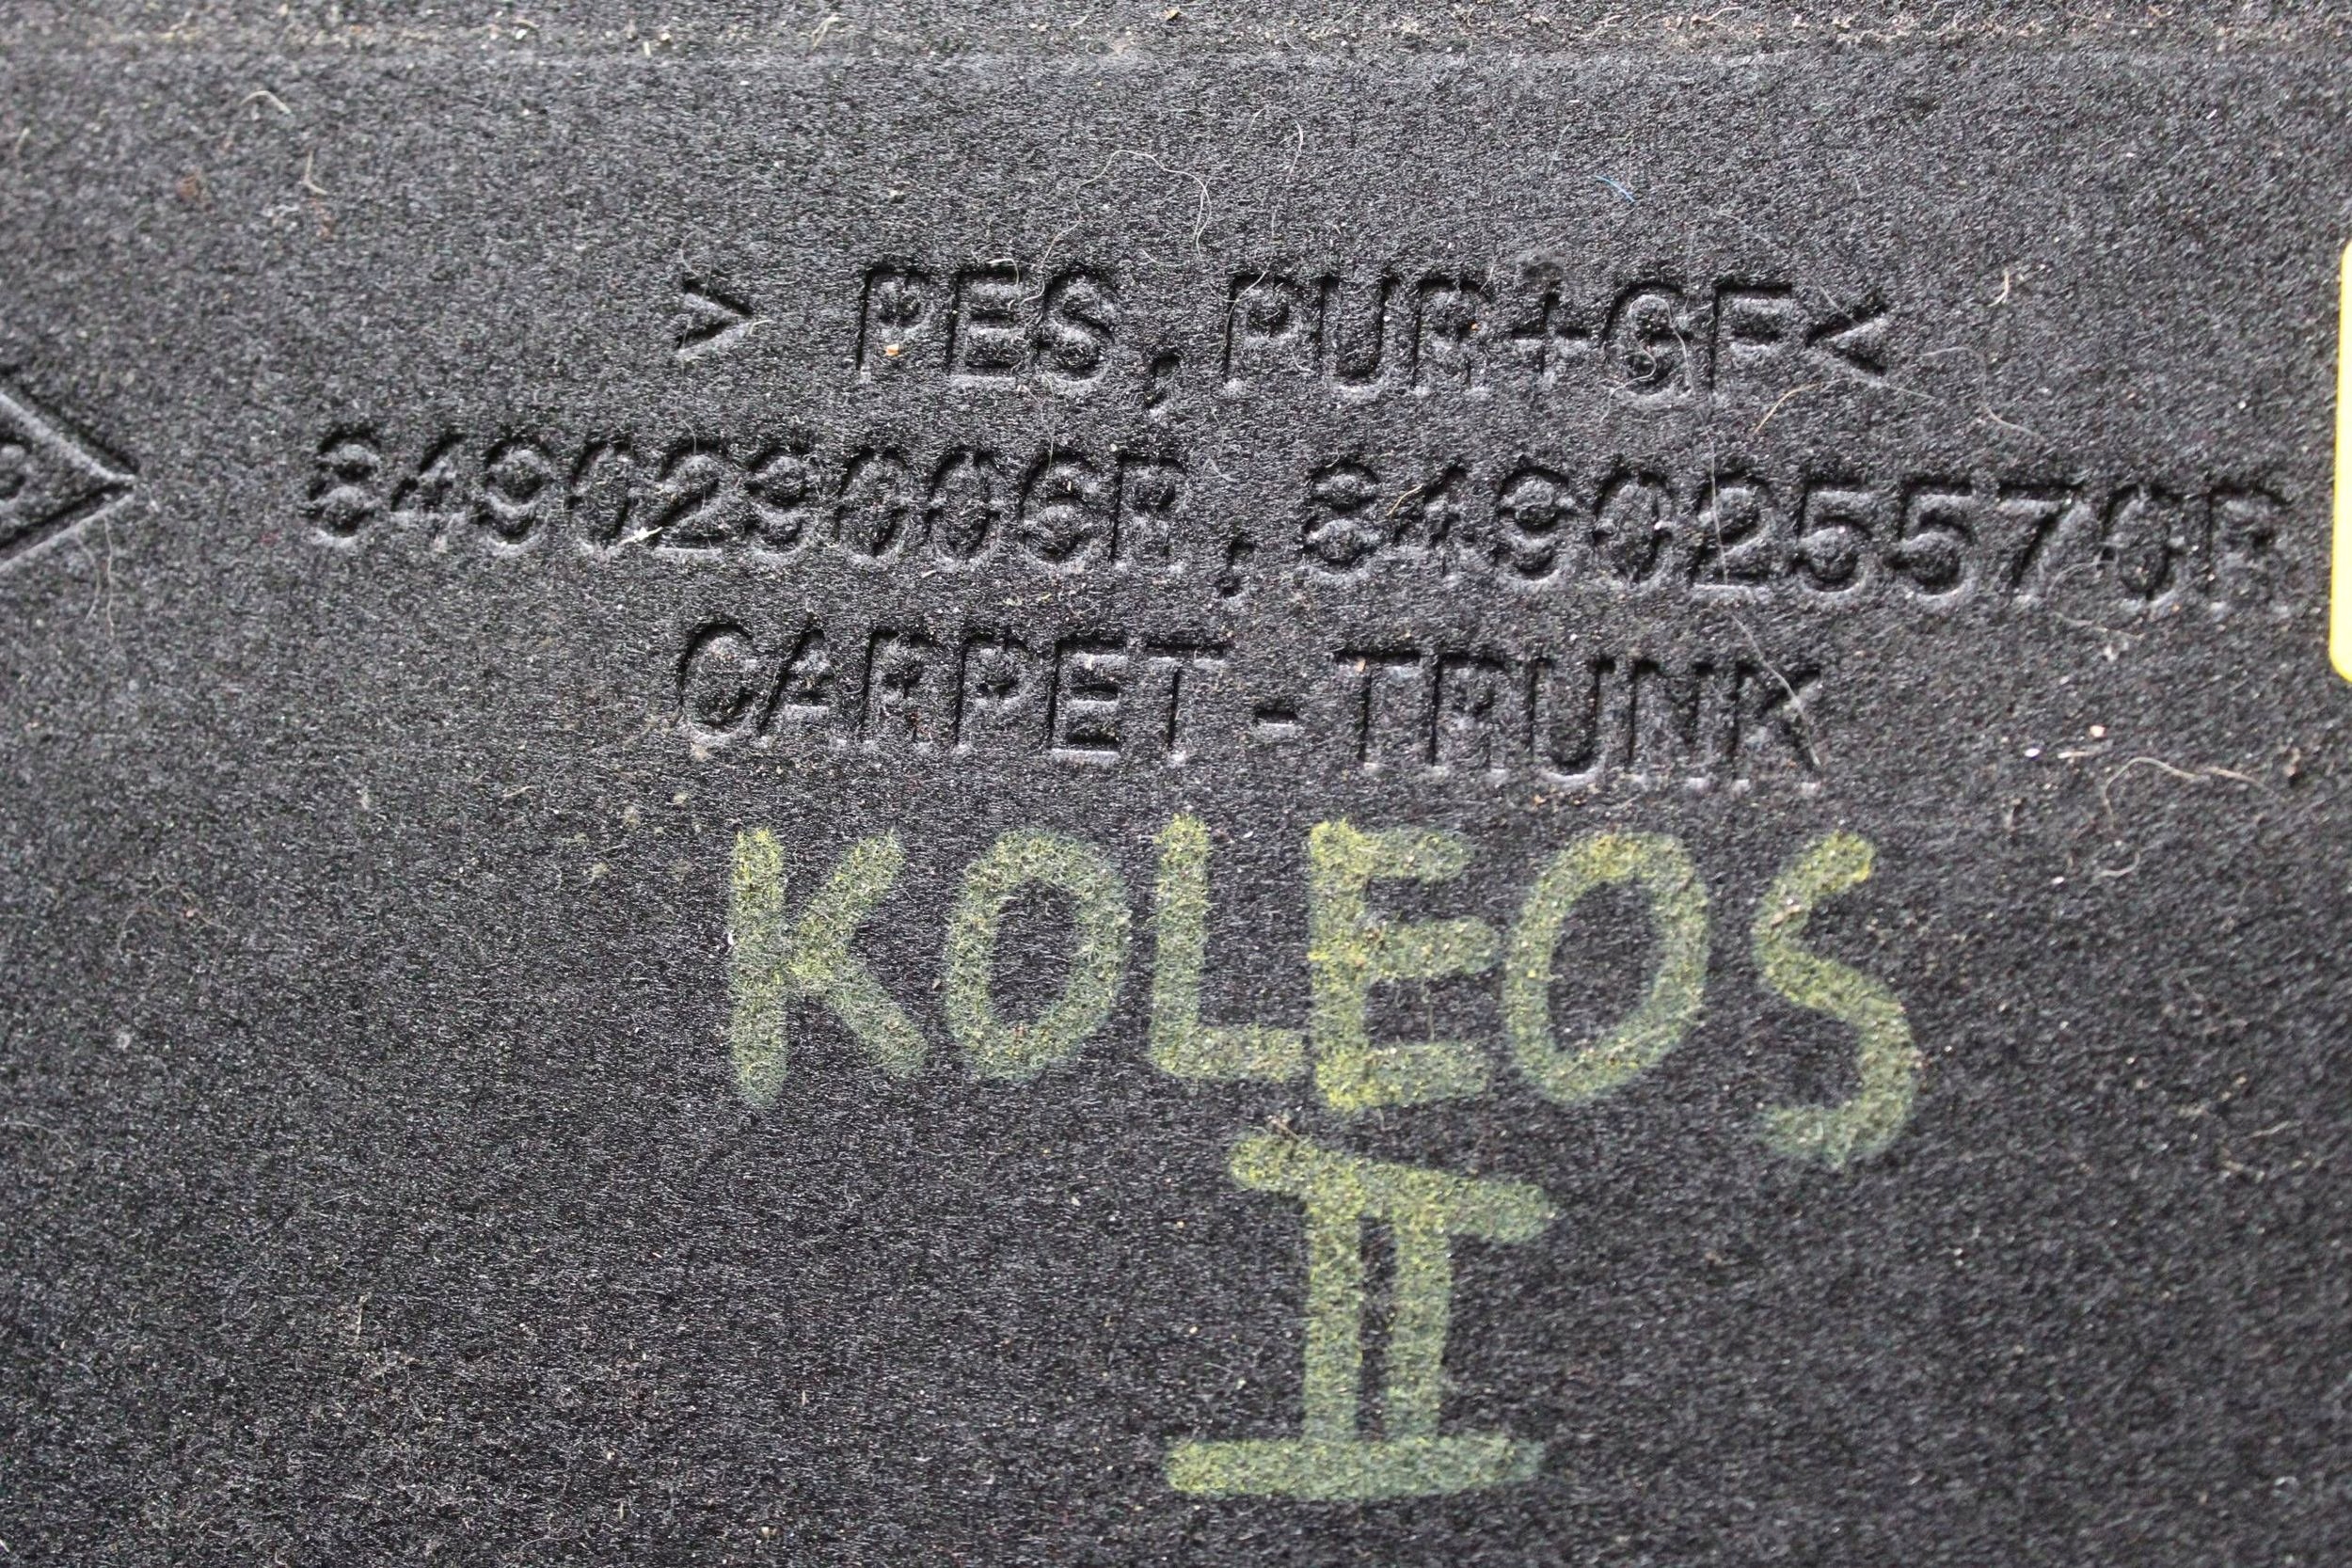 > PES,PUR+GF<
849029006R,849025570R
CARPET-TRUNK
KOLEOS
II